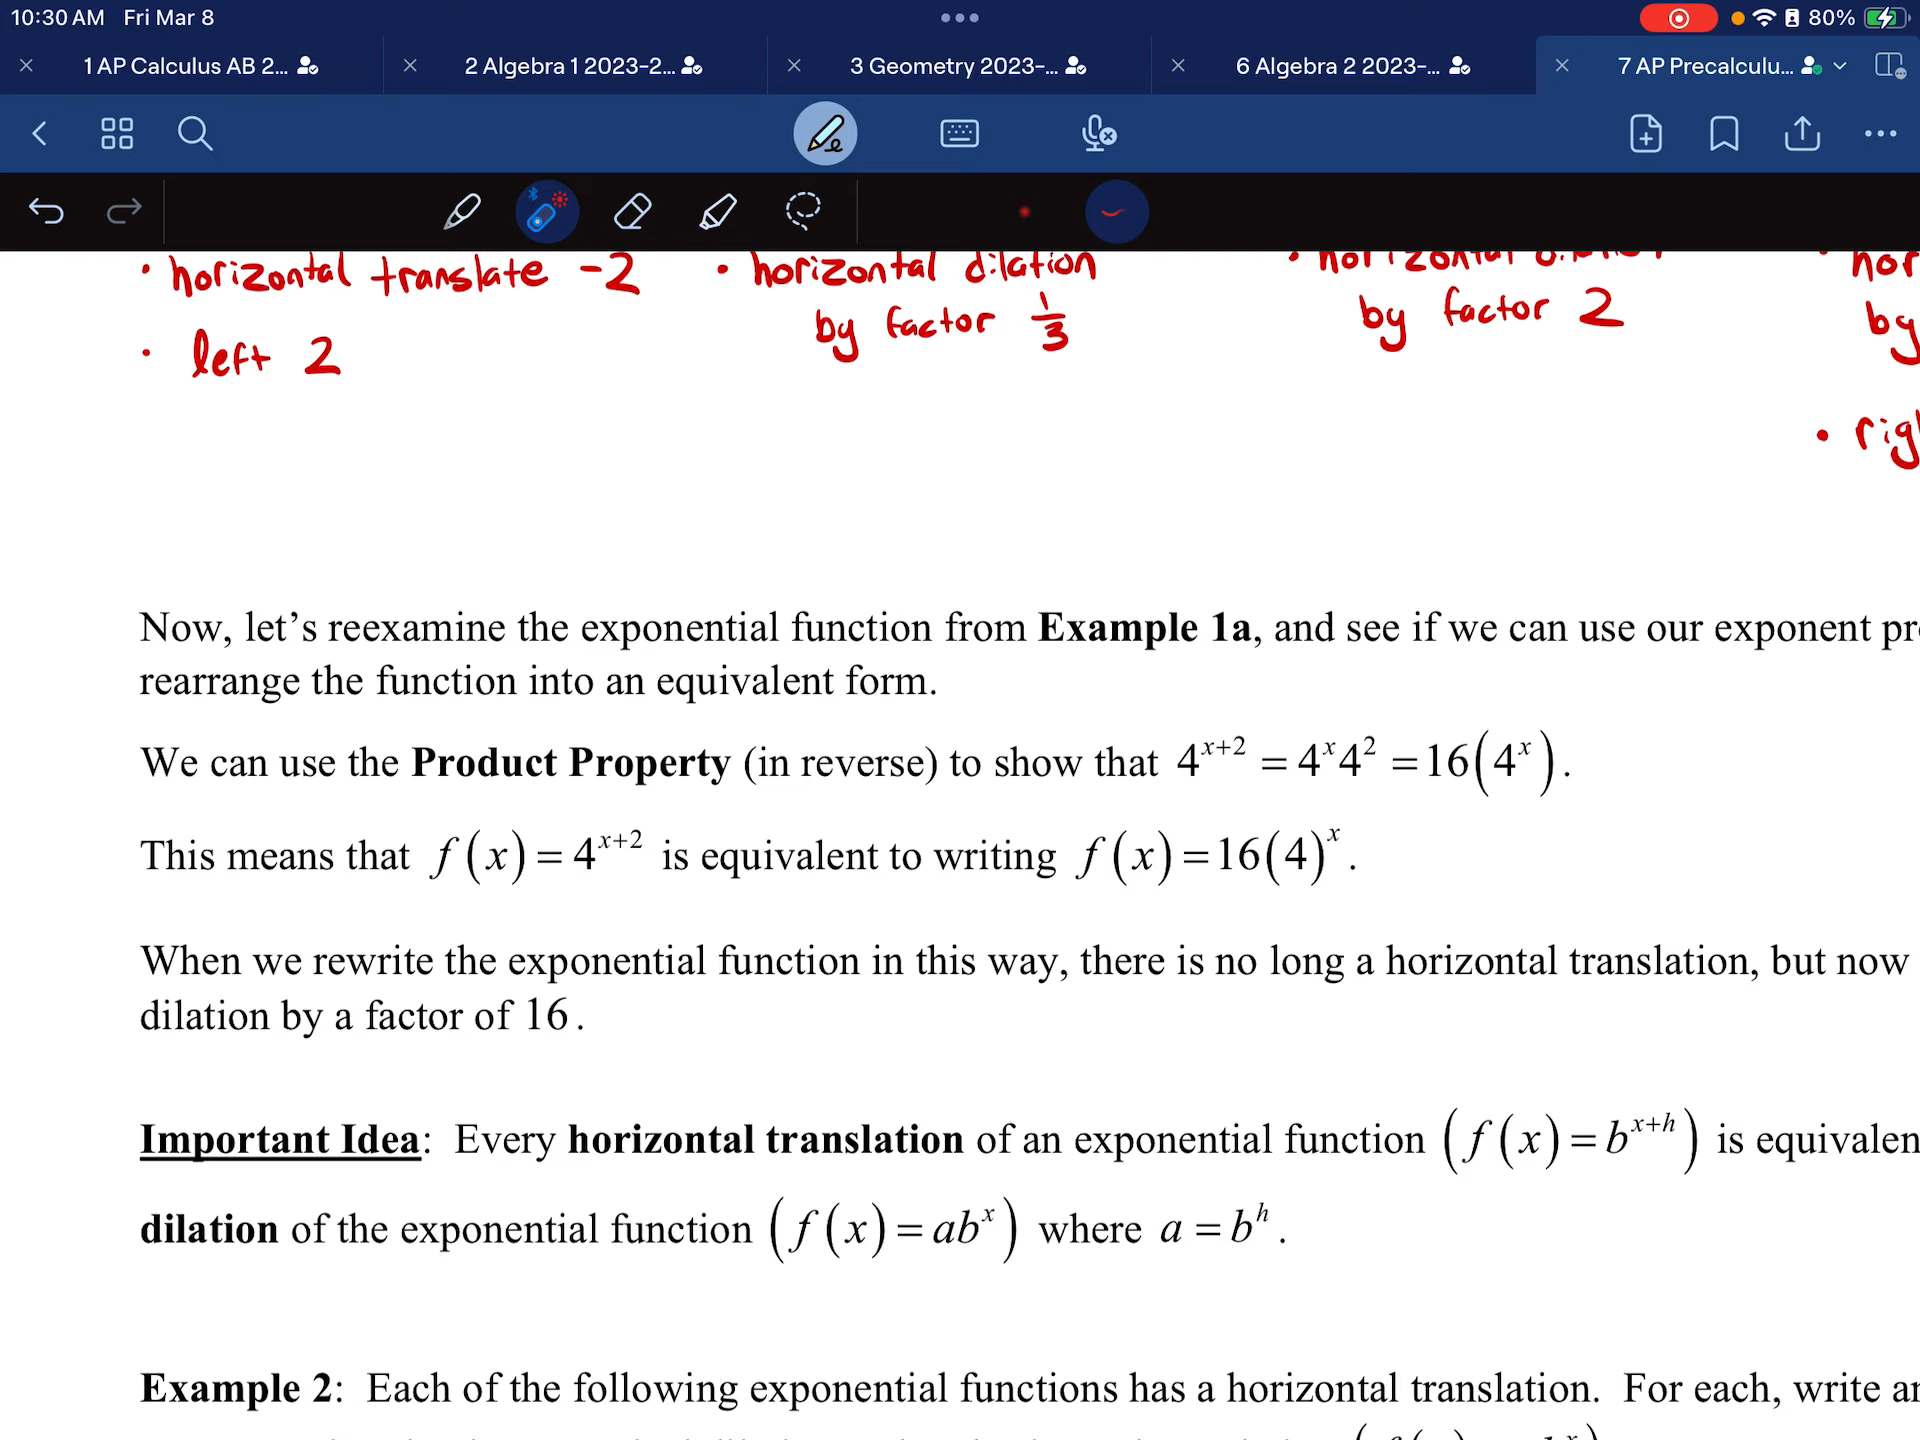 10:30 AM Fri Mar 8
80%
1 AP Calculus AB 2...
2 Algebra 1 2023-2...
3 Geometry 2023-...
6 Algebra 2 2023-...
7 AP Precalculu...
• horizontal translate -2
• left 2
• horizontal dilation
by factor 1/3
by factor 2
by
Now, let's reexamine the exponential function from Example 1a, and see if we can use our exponent
rearrange the function into an equivalent form.
We can use the Product Property (in reverse) to show that 4^{x+2} = 4^x 4^2 = 16(4^x).
This means that f(x) = 4^{x+2} is equivalent to writing f(x) = 16(4)^x.
When we rewrite the exponential function in this way, there is no long a horizontal translation, but now
dilation by a factor of 16.
Important Idea: Every horizontal translation of an exponential function (f(x) = b^{x+h}) is
dilation of the exponential function (f(x) = ab^x) where a = b^h.
Example 2: Each of the following exponential functions has a horizontal translation. For each, write